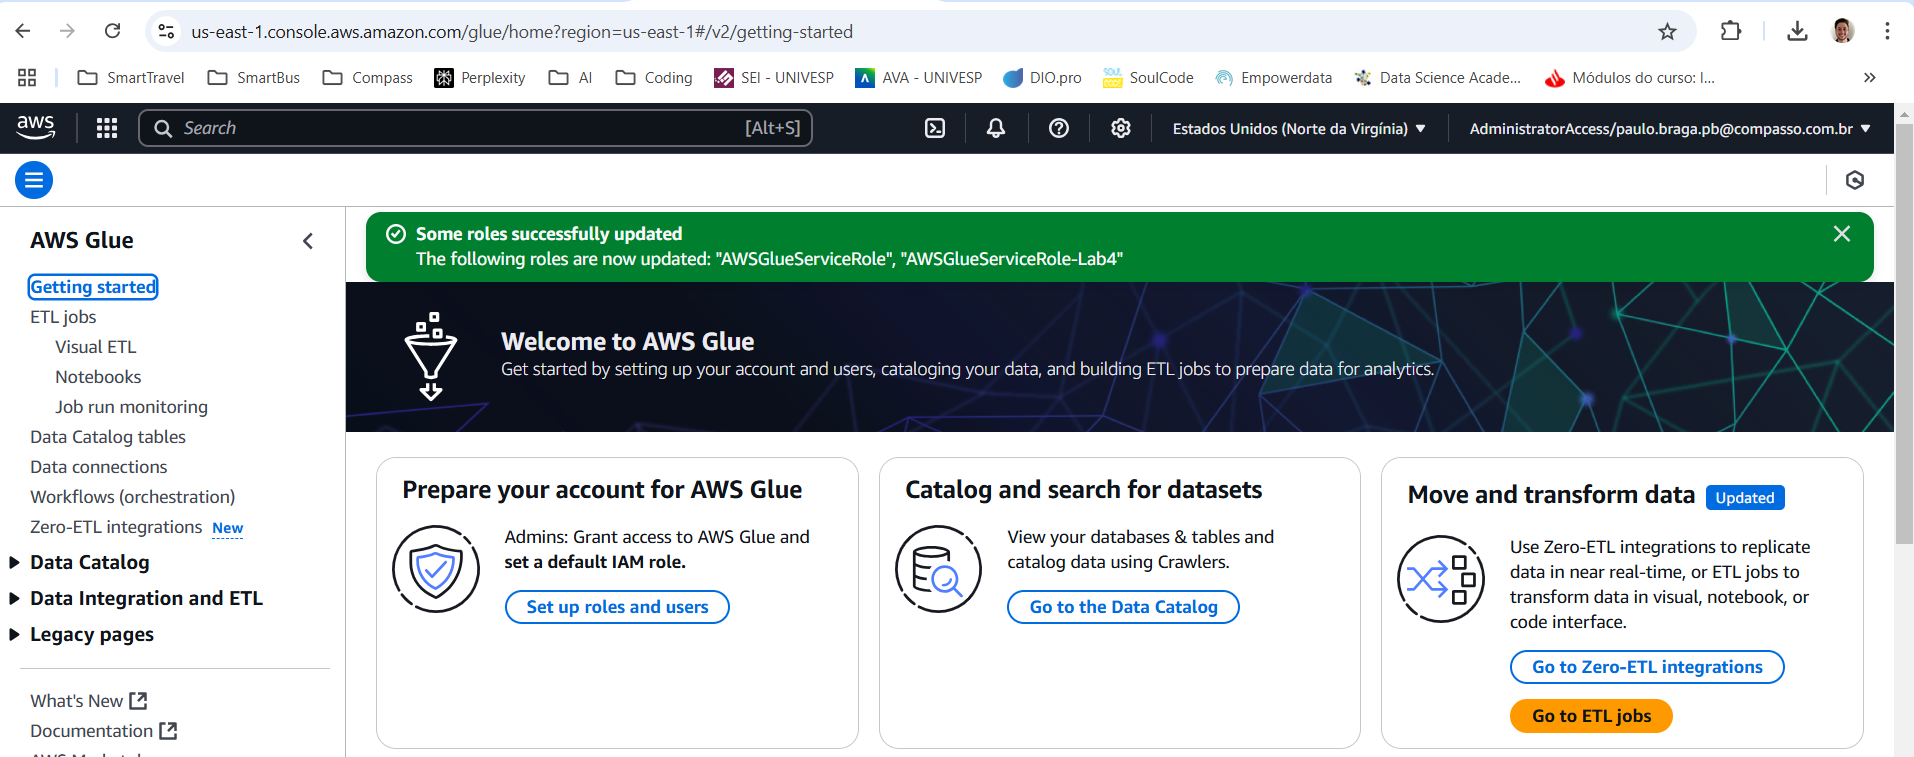 us-east-1.console.aws.amazon.com/glue/home?region=us-east-1#/v2/getting-started
SmartTravel SmartBus Compass Perplexity AI Coding SEI - UNIVESP AVA - UNIVESP DIO.pro SoulCode Empowerdata Data Science Acade... Módulos do curso: I...
aws Search [Alt+S] Estados Unidos (Norte da Virgínia) AdministratorAccess/paulo.braga.pb@compasso.com.br
AWS Glue
Getting started
ETL jobs
Visual ETL
Notebooks
Job run monitoring
Data Catalog tables
Data connections
Workflows (orchestration)
Zero-ETL integrations New
Data Catalog
Data Integration and ETL
Legacy pages
What's New
Documentation
Some roles successfully updated
The following roles are now updated: "AWSGlueServiceRole", "AWSGlueServiceRole-Lab4"
Welcome to AWS Glue
Get started by setting up your account and users, cataloging your data, and building ETL jobs to prepare data for analytics.
Prepare your account for AWS Glue
Admins: Grant access to AWS Glue and
set a default IAM role.
Set up roles and users
Catalog and search for datasets
View your databases & tables and
catalog data using Crawlers.
Go to the Data Catalog
Move and transform data Updated
Use Zero-ETL integrations to replicate
data in near real-time, or ETL jobs to
transform data in visual, notebook, or
code interface.
Go to Zero-ETL integrations
Go to ETL jobs